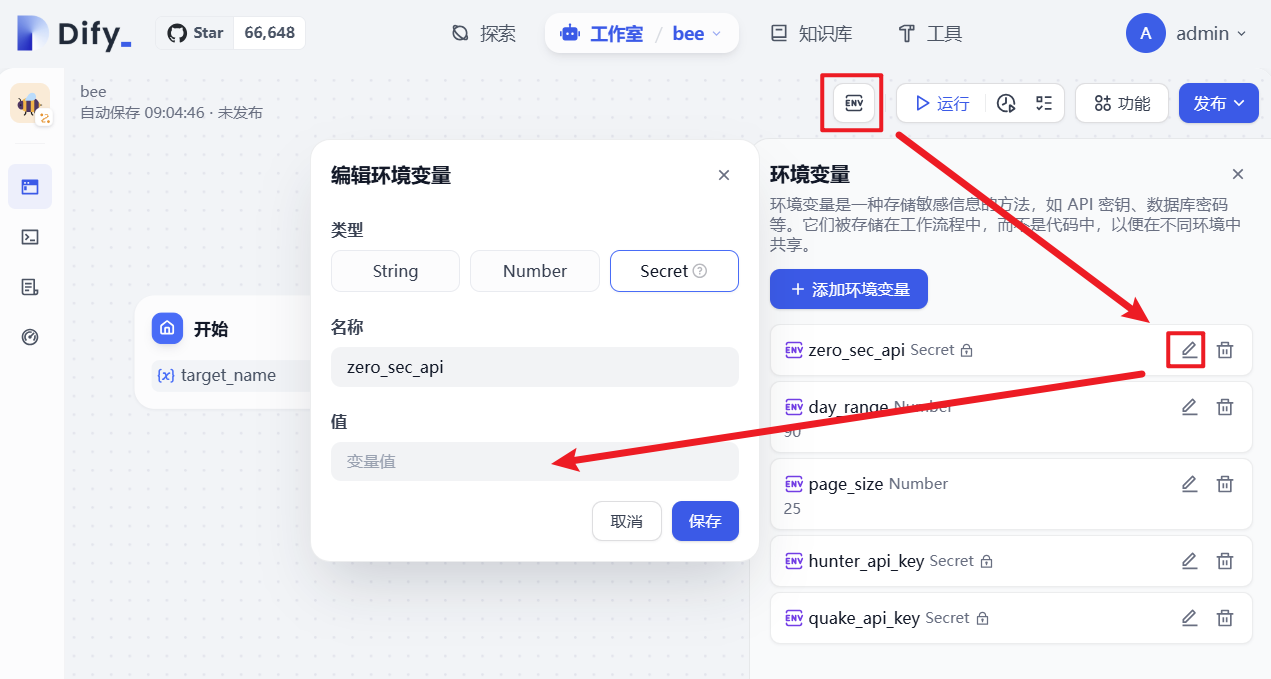 Dify_
Star 66,648
探索
工作室 / bee
知识库
工具
A admin
bee
自动保存 09:04:46 · 未发布
ENV
运行
功能
发布
开始
{x} target_name
编辑环境变量
类型
String Number Secret ?
名称
zero_sec_api
值
变量值
取消 保存
环境变量
环境变量是一种存储敏感信息的方法，如 API 密钥、数据库密码
等。它们被存储在工作流程中，而不是代码中，以便在不同环境中
共享。
+ 添加环境变量
ENV zero_sec_api Secret
ENV day_range Number
90
ENV page_size Number
25
ENV hunter_api_key Secret
ENV quake_api_key Secret